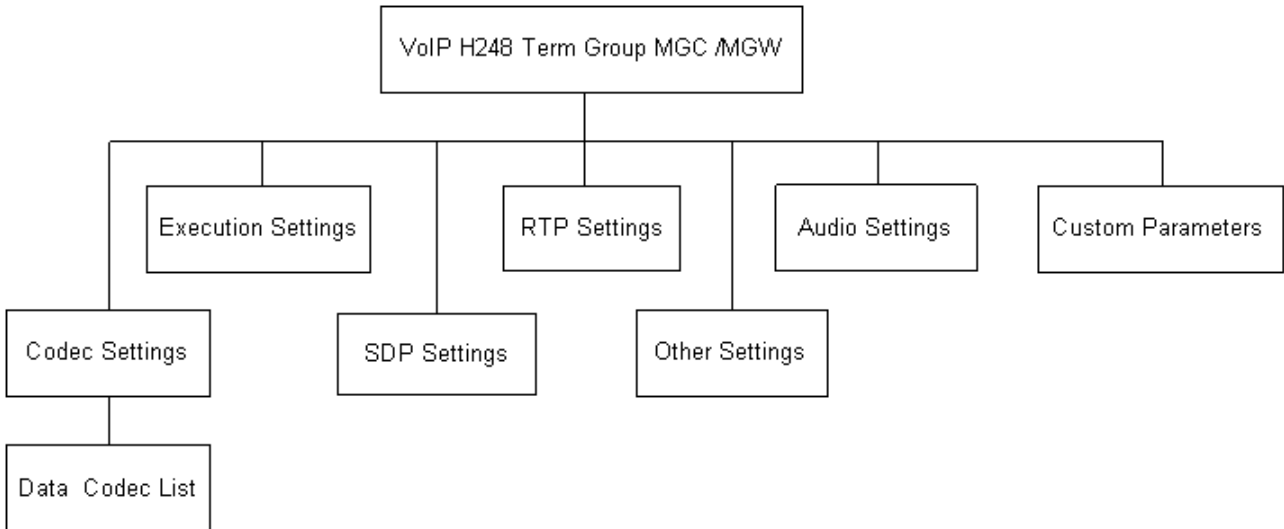 VoIP H248 Term Group MGC /MGW
Execution Settings
RTP Settings
Audio Settings
Custom Parameters
Codec Settings
SDP Settings
Other Settings
Data Codec List